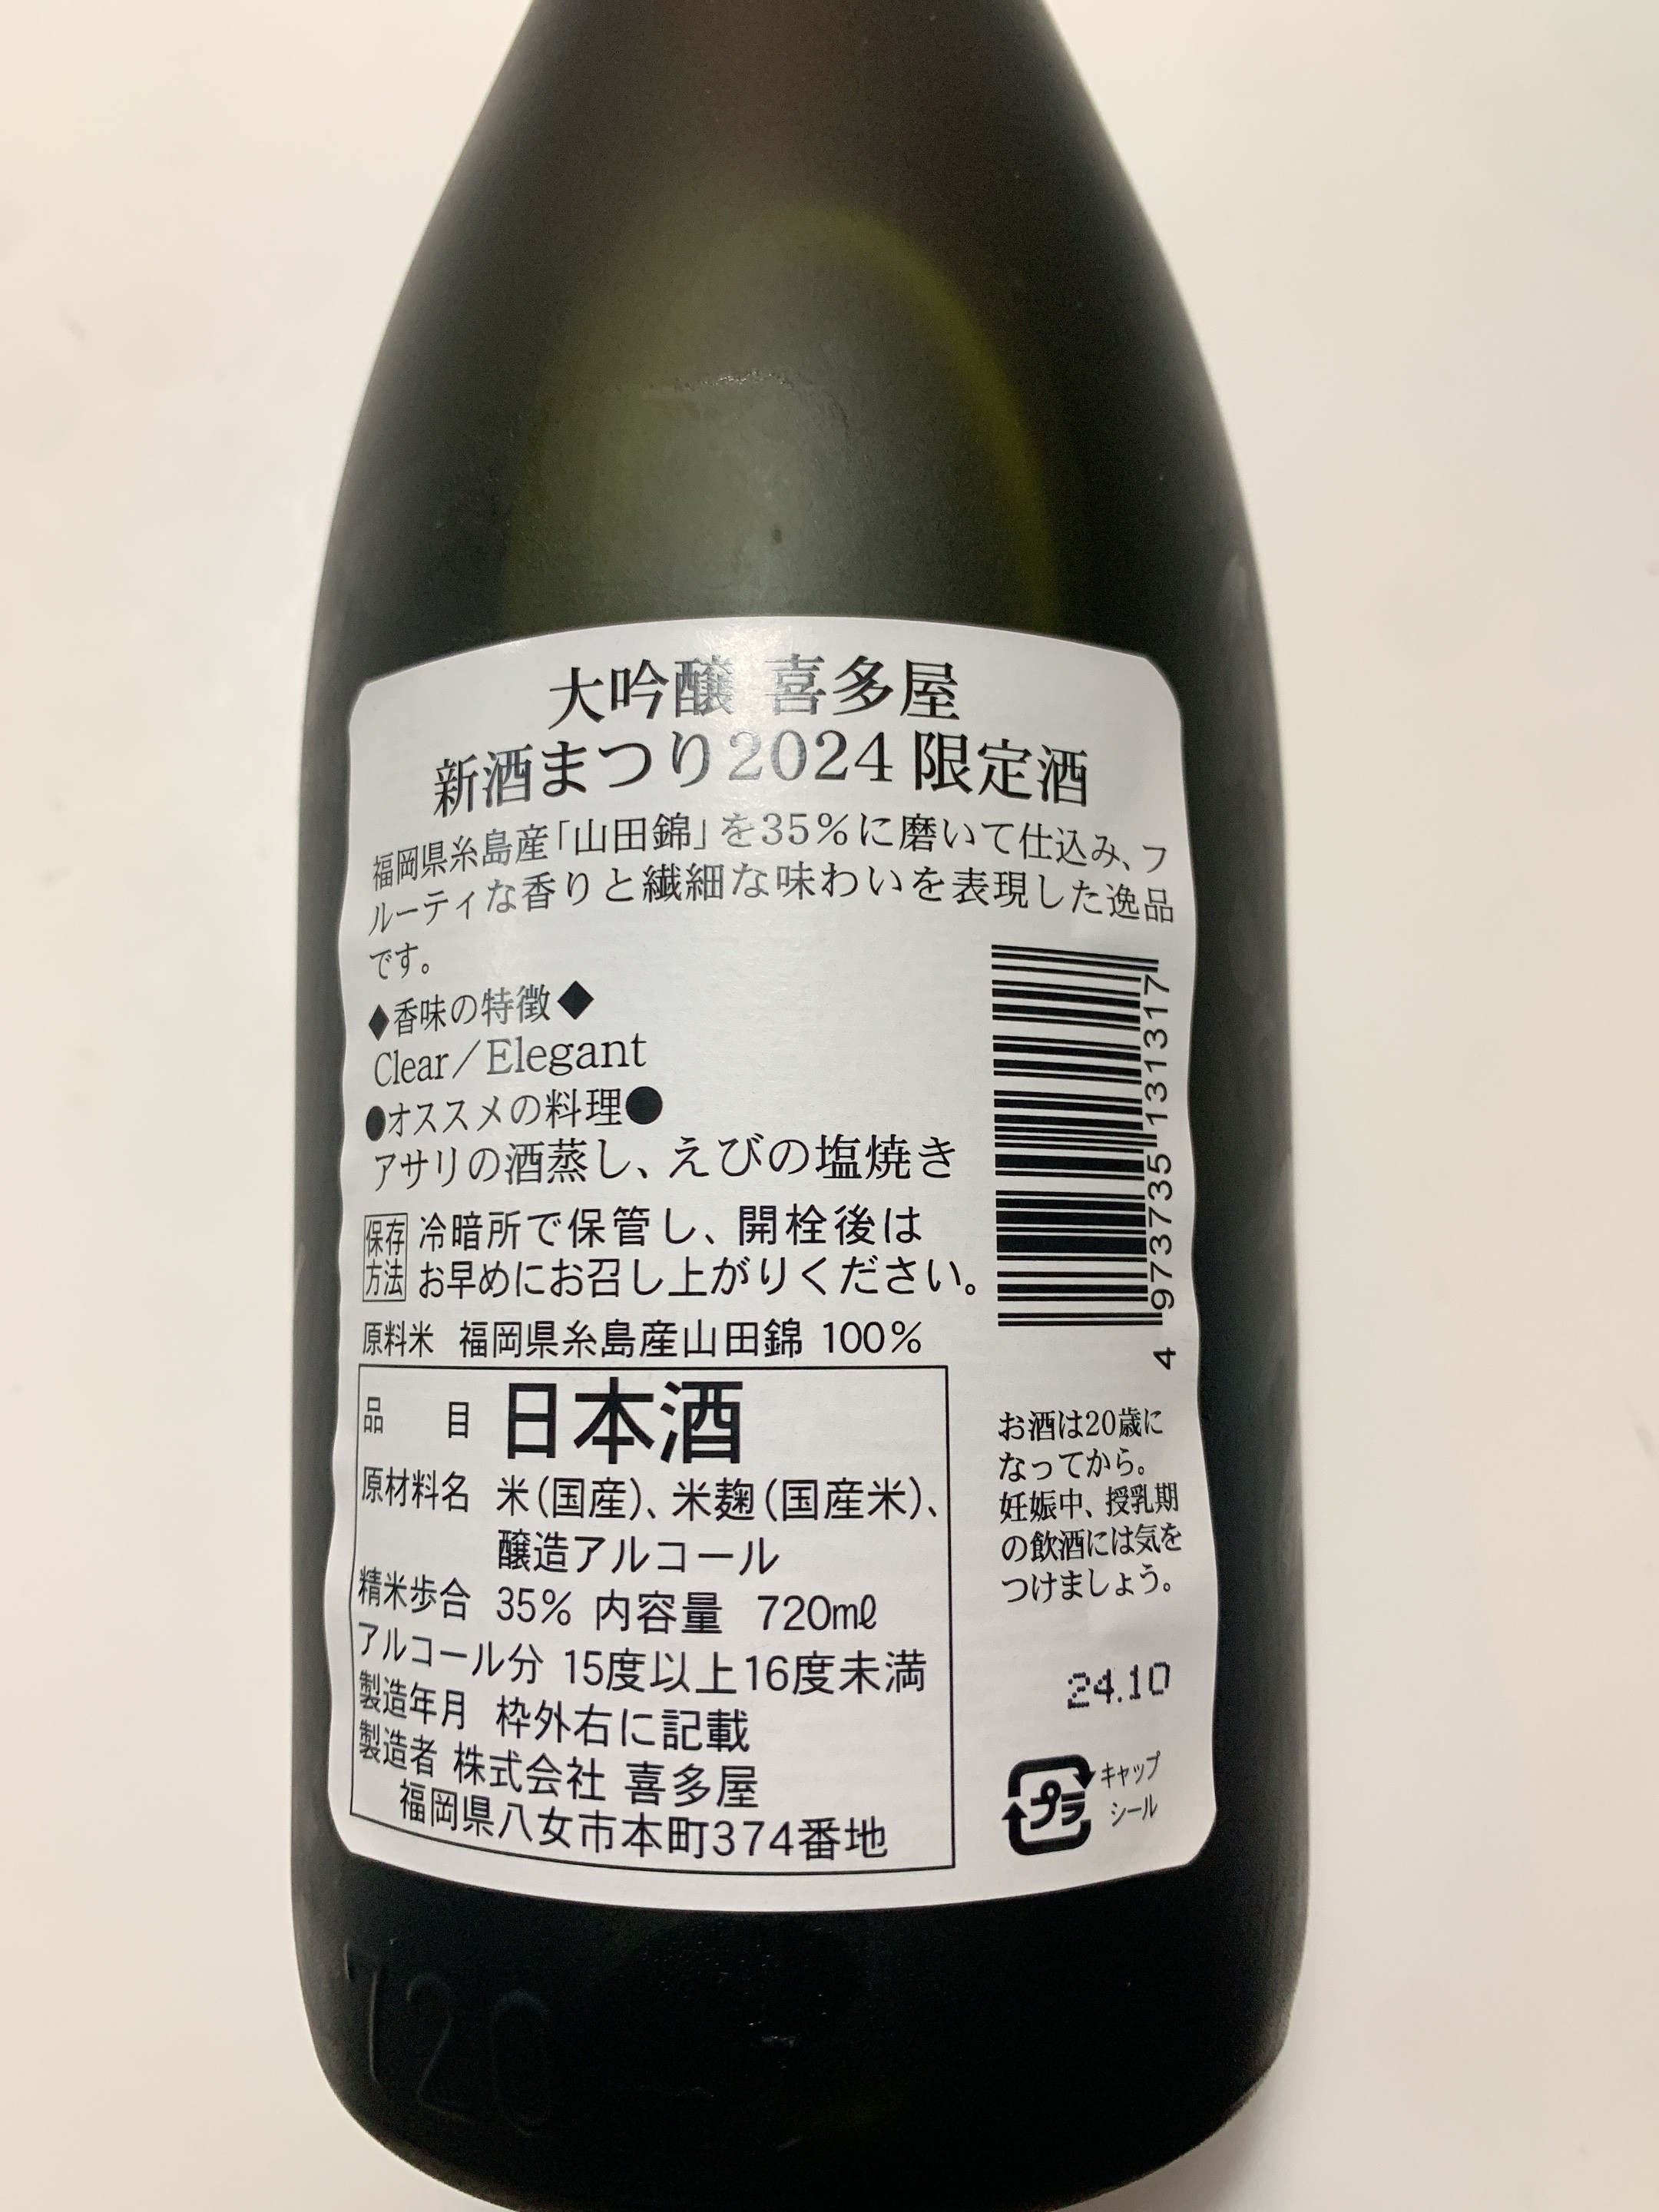 大吟醸 喜多屋
新酒まつり2024 限定酒
福岡県糸島産「山田錦」を35%に磨いて仕込み、フ
ルーティな香りと繊細な味わいを表現した逸品
です。
◆香味の特徴◆
Clear/Elegant
●オススメの料理●
アサリの酒蒸し、えびの塩焼き
保存
方法
冷暗所で保管し、開栓後は
お早めにお召し上がりください。
原料米 福岡県糸島産山田錦 100%
品目 日本酒
原材料名 米(国産)、米麹(国産米)、
醸造アルコール
精米歩合 35% 内容量 720mℓ
アルコール分 15度以上16度未満
製造年月 枠外右に記載
製造者 株式会社 喜多屋
福岡県八女市本町374番地
4 973735 131317
お酒は20歳に
なってから。
妊娠中、授乳期
の飲酒には気を
つけましょう。
24.10
プラ
キャップ
シール
720